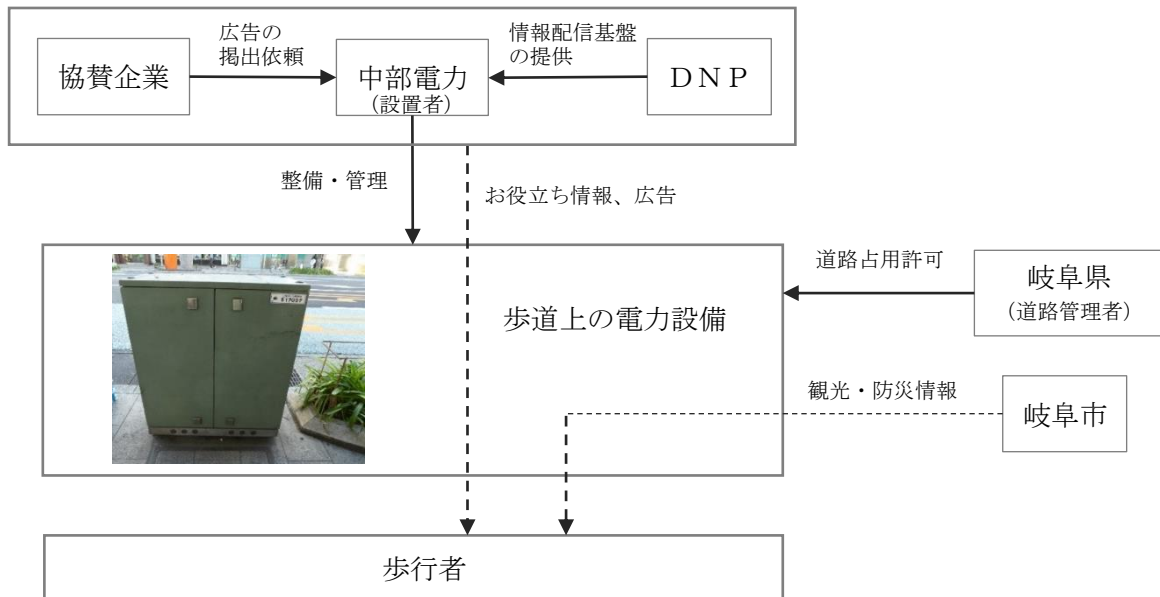 広告の
掲出依頼
情報配信基盤
の提供
協賛企業
中部電力
（設置者）
ＤＮＰ
整備・管理
お役立ち情報、広告
道路占用許可
岐阜県
（道路管理者）
歩道上の電力設備
観光・防災情報
岐阜市
歩行者